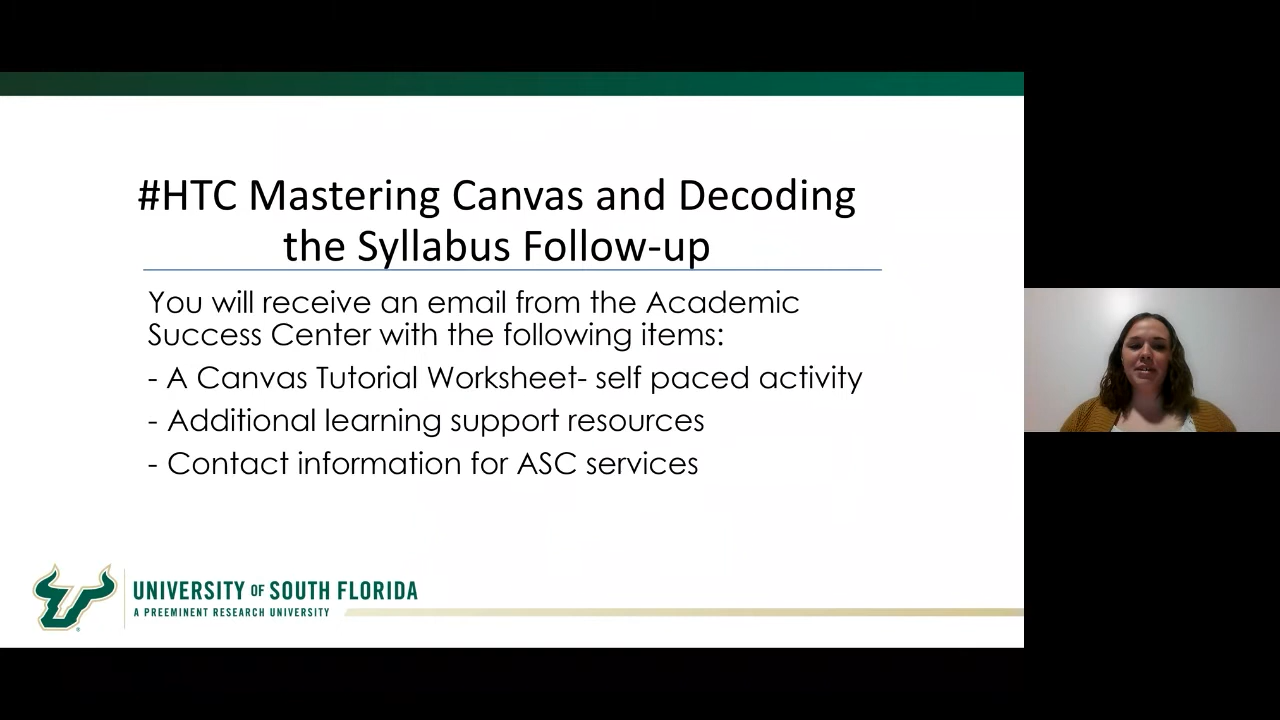 #HTC Mastering Canvas and Decoding
the Syllabus Follow-up
You will receive an email from the Academic
Success Center with the following items:
- A Canvas Tutorial Worksheet- self paced activity
- Additional learning support resources
- Contact information for ASC services
UNIVERSITY OF SOUTH FLORIDA
A PREEMINENT RESEARCH UNIVERSITY